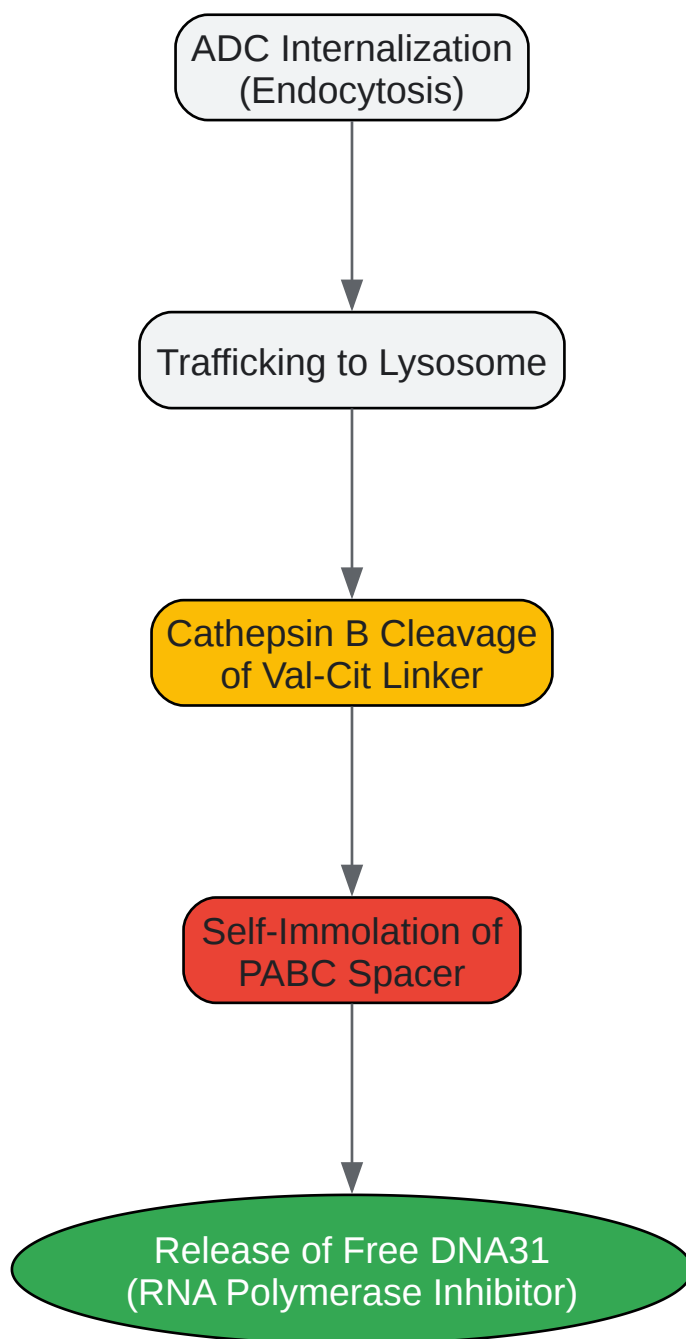 ADC Internalization
(Endocytosis)
Trafficking to Lysosome
Cathepsin B Cleavage
of Val-Cit Linker
Self-Immolation of
PABC Spacer
Release of Free DNA31
(RNA Polymerase Inhibitor)